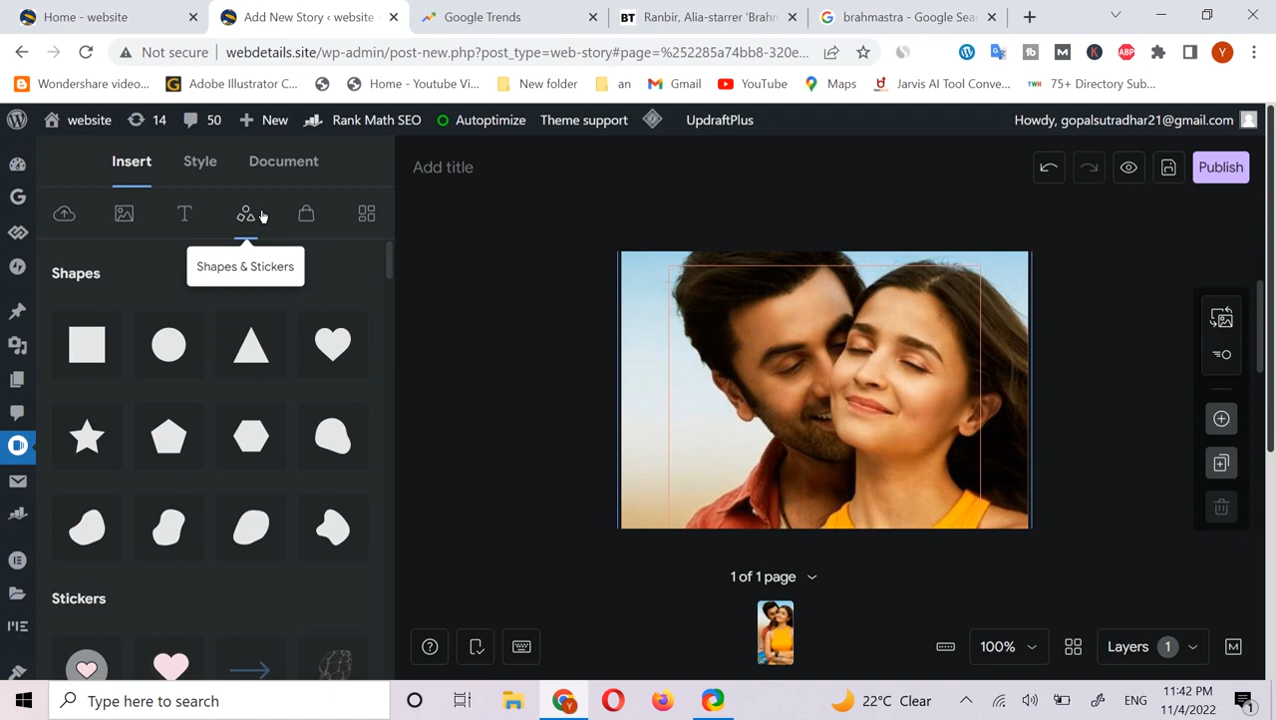 Home - website
Add New Story ‹ website -
Google Trends
BT Ranbir, Alia-starrer 'Brahm
brahmastra - Google Sea
Not secure
webdetails.site/wp-admin/post-new.php?post_type=web-story#page=%252285a74bb8-320e...
Wondershare video...
Adobe Illustrator C...
Home - Youtube Vi...
New folder
an
Gmail
YouTube
Maps
Jarvis AI Tool Conve...
TWH 75+ Directory Sub...
website
14
50
New
Rank Math SEO
Autoptimize
Theme support
UpdraftPlus
Howdy, gopalsutradhar21@gmail.com
Insert
Style
Document
Add title
Publish
Shapes & Stickers
Shapes
Stickers
1 of 1 page
100%
Layers 1
Type here to search
22°C Clear
ENG
11:42 PM
11/4/2022